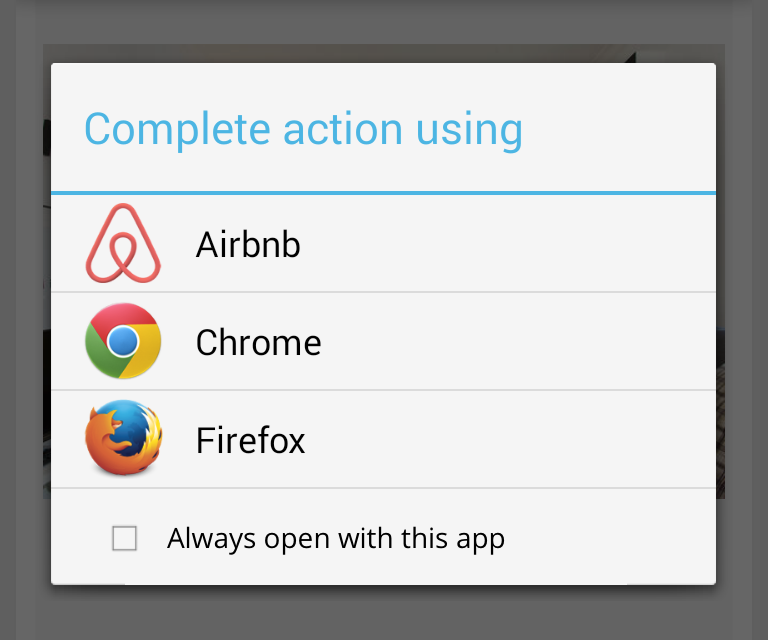 Complete action using
Airbnb
Chrome
Firefox
Always open with this app